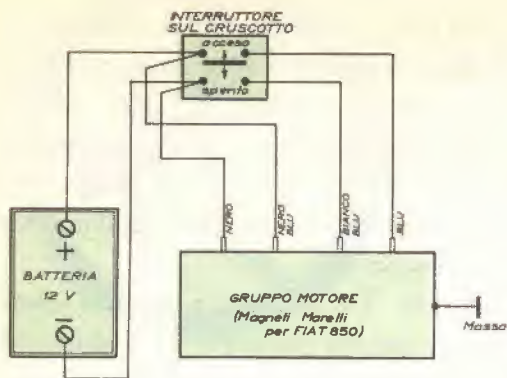 INTERRUTTORE
SUL CRUSCOTTO
acceso
spento
NERO
NERO
BLU
BIANCO
BLU
BLU
+
BATTERIA
12 V
-
GRUPPO MOTORE
(Magneti Marelli
per FIAT 850)
Massa